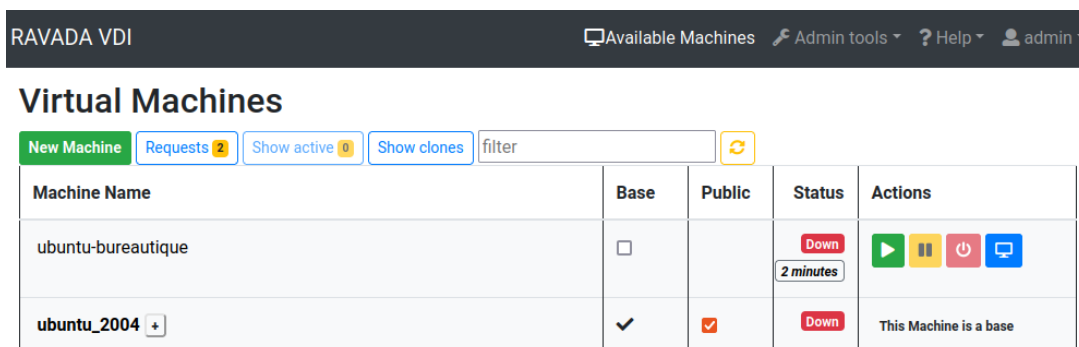 RAVADA VDI Available Machines Admin tools ? Help admin
Virtual Machines
New Machine Requests 2 Show active 0 Show clones filter
Machine Name Base Public Status Actions
ubuntu-bureautique Down
2 minutes
ubuntu_2004 + Down This Machine is a base